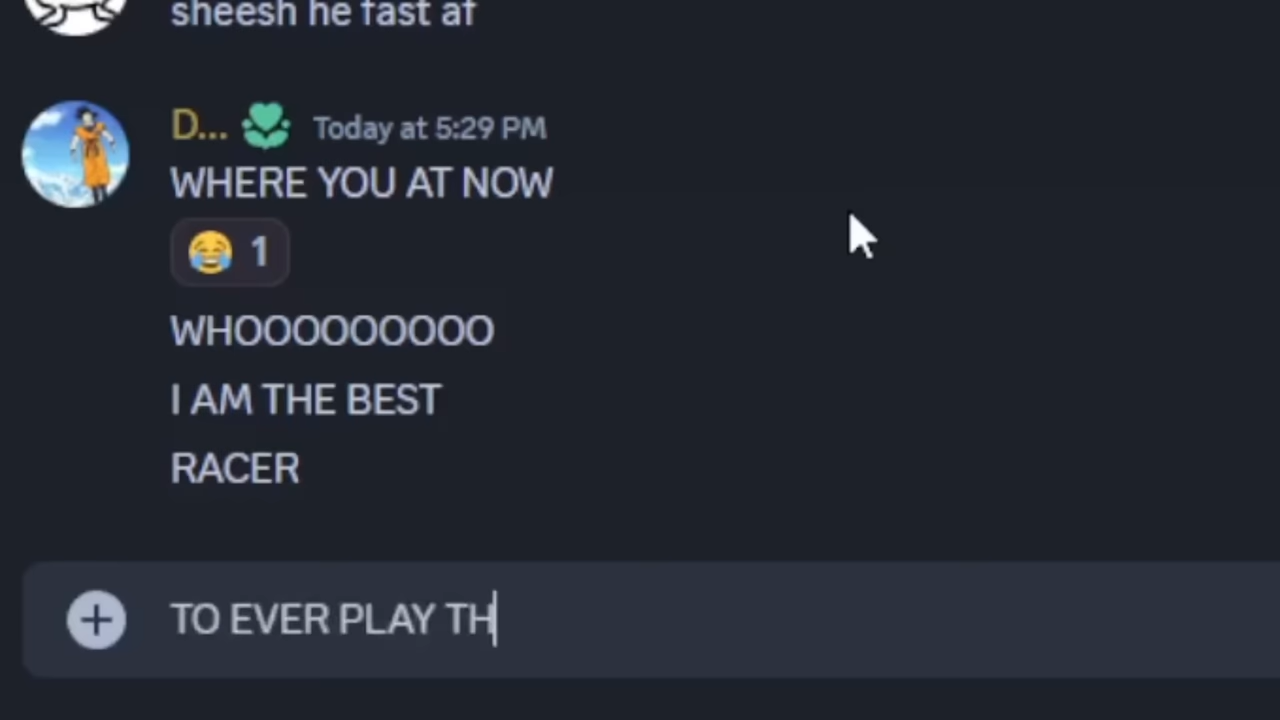 sheesh he fast af
D... Today at 5:29 PM
WHERE YOU AT NOW
1
WHOOOOOOOOO
I AM THE BEST
RACER
TO EVER PLAY TH